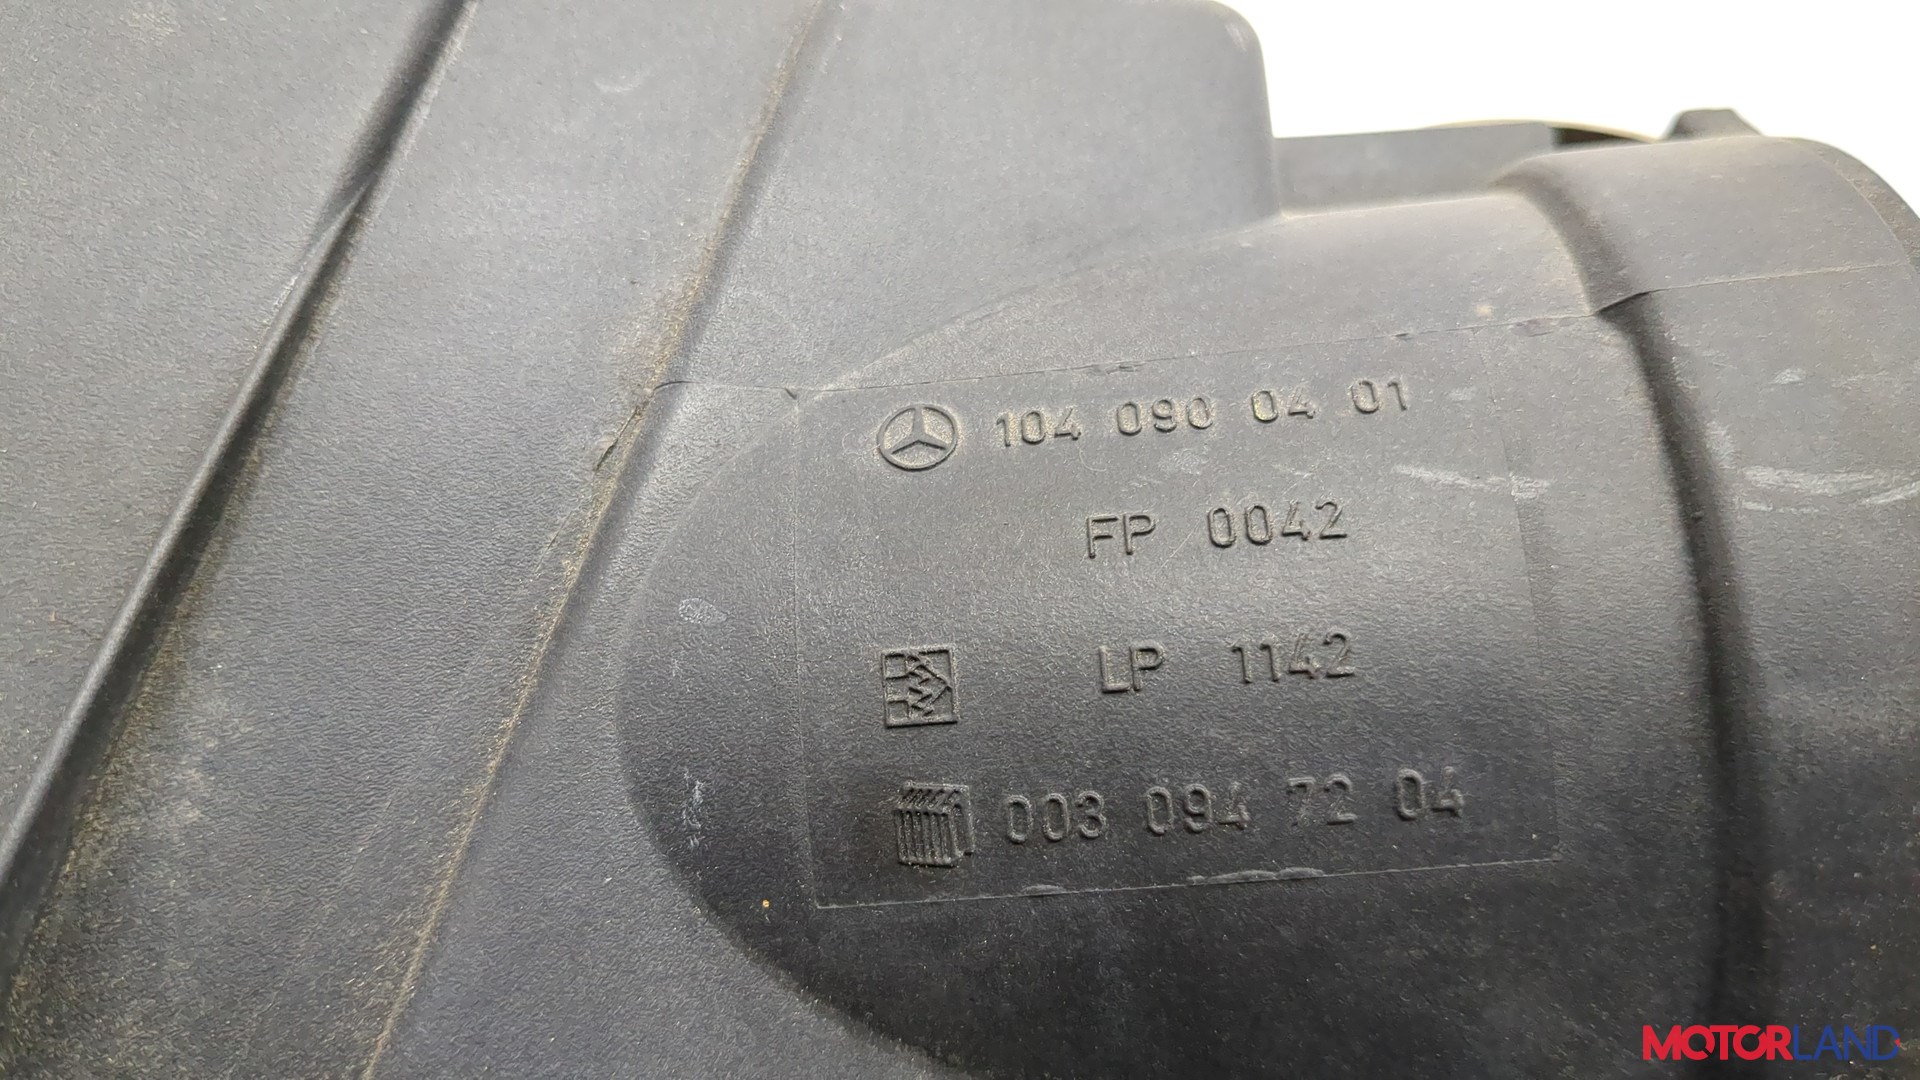 104 090 04 01
FP 0042
LP 1142
003 094 72 04
MOTORLAND